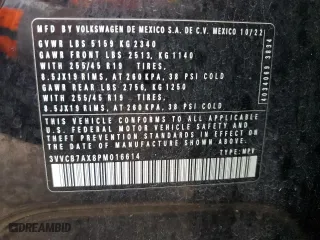 MFD BY VOLKSWAGEN DE MEXICO S.A. DE C.V. MEXICO 10/22
GVWR LBS 5159 KG 2340
GAWR FRONT LBS 2513, KG 1140
WITH 255/45 R19 TIRES,
8.5JX19 RIMS, AT 260 KPA, 38 PSI COLD
GAWR REAR LBS 2756, KG 1250
WITH 255/45 R19 TIRES,
8.5JX19 RIMS, AT 260 KPA, 38 PSI COLD
THIS VEHICLE CONFORMS TO ALL APPLICABLE
FEDERAL MOTOR VEHICLE SAFETY AND
THEFT PREVENTION STANDARDS IN EFFECT
ON THE DATE OF MANUFACTURE SHOWN ABOVE.
3VVCB7AX6PM016614
TYPE: MPV